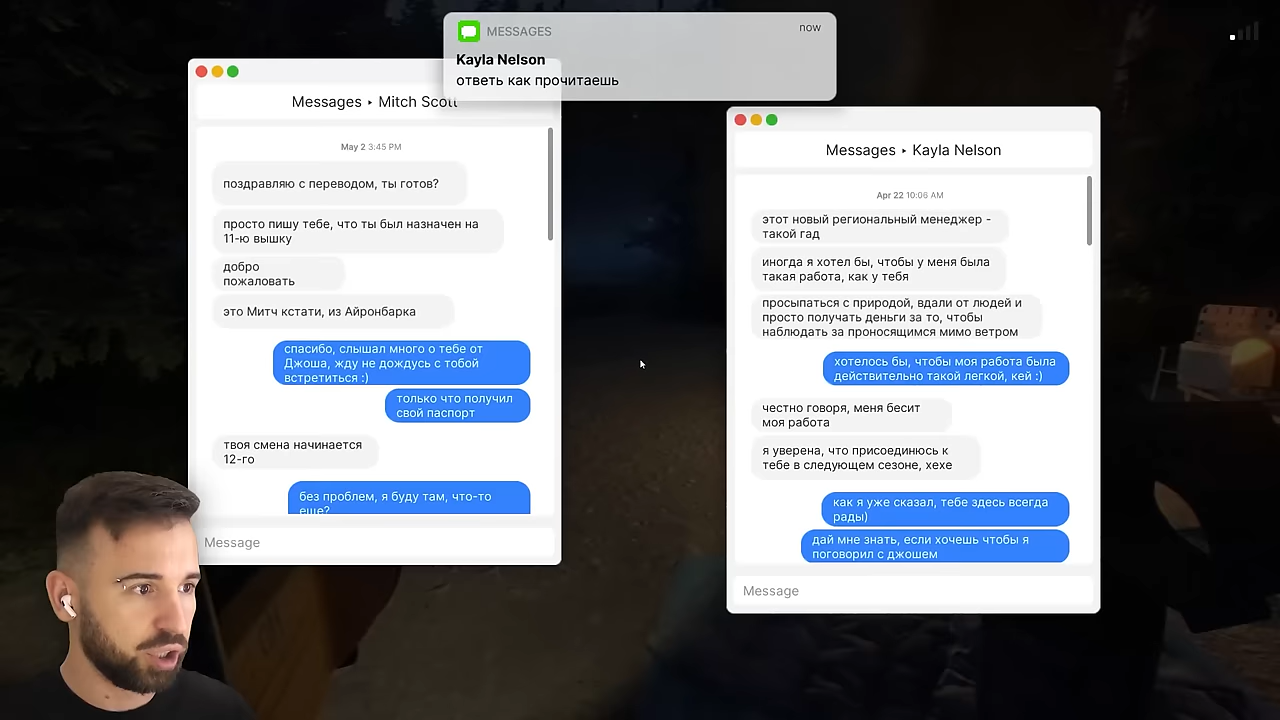 MESSAGES
now
Kayla Nelson
ответь как прочитаешь
Messages ‣ Mitch Scott
May 2 3:45 PM
поздравляю с переводом, ты готов?
просто пишу тебе, что ты был назначен на
11-ю вышку
добро
пожаловать
это Митч кстати, из Айронбарка
спасибо, слышал много о тебе от
Джоша, жду не дождусь с тобой
встретиться :)
только что получил
свой паспорт
твоя смена начинается
12-го
без проблем, я буду там, что-то
еще?
Message
Messages ‣ Kayla Nelson
Apr 22 10:06 AM
этот новый региональный менеджер -
такой гад
иногда я хотел бы, чтобы у меня была
такая работа, как у тебя
просыпаться с природой, вдали от людей и
просто получать деньги за то, чтобы
наблюдать за проносящимся мимо ветром
хотелось бы, чтобы моя работа была
действительно такой легкой, кей :)
честно говоря, меня бесит
моя работа
я уверена, что присоединюсь к
тебе в следующем сезоне, хехе
как я уже сказал, тебе здесь всегда
рады)
дай мне знать, если хочешь чтобы я
поговорил с джошем
Message